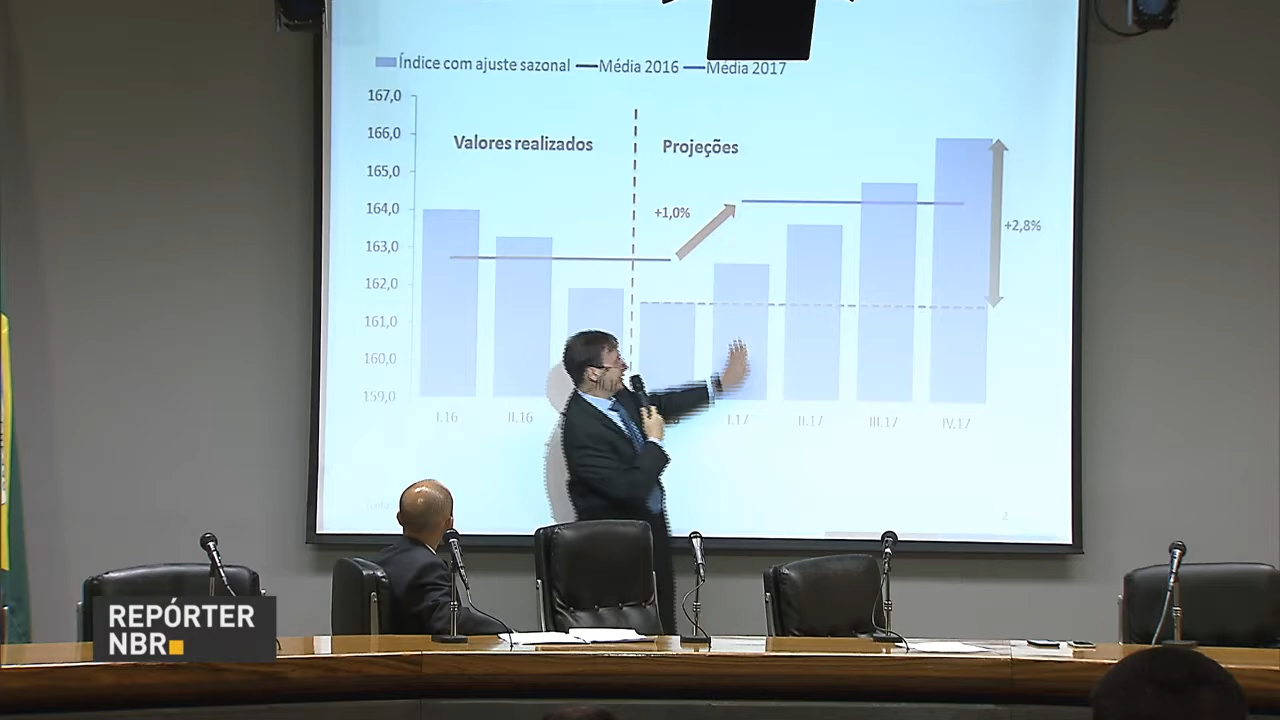 Índice com ajuste sazonal Média 2016 Média 2017
167,0
166,0
165,0
164,0
163,0
162,0
161,0
160,0
159,0
Valores realizados
Projeções
+1,0%
+2,8%
I.16
II.16
I.17
II.17
III.17
IV.17
2
REPÓRTER
NBR